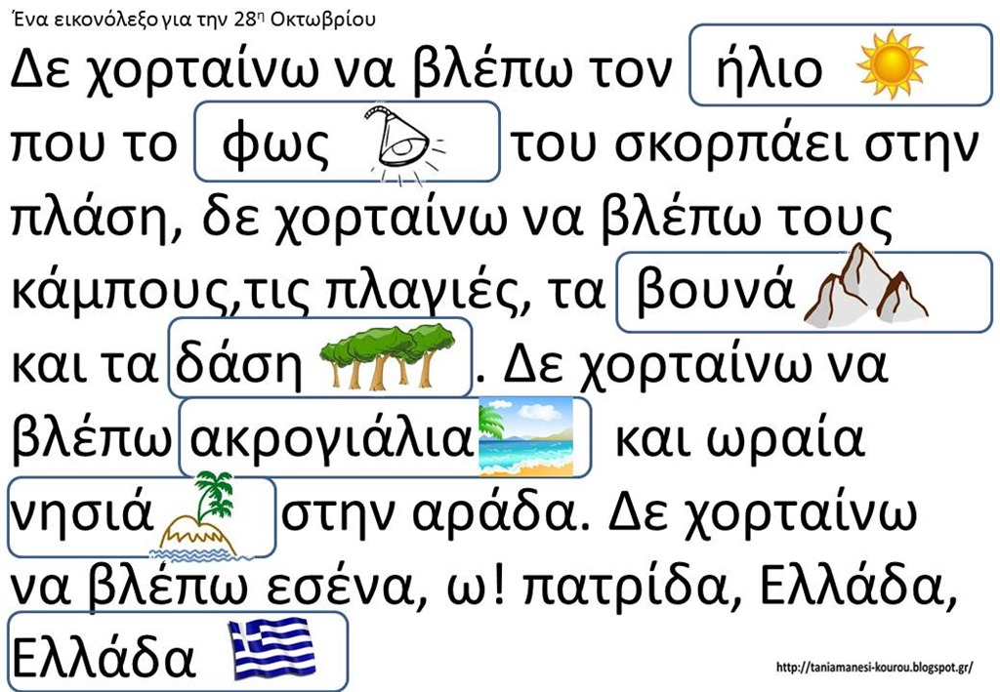 Ένα εικονόλεξο για την 28η Οκτωβρίου
Δε χορταίνω να βλέπω τον ήλιο
που το φως του σκορπάει στην
πλάση, δε χορταίνω να βλέπω τους
κάμπους,τις πλαγιές, τα βουνά
και τα δάση . Δε χορταίνω να
βλέπω ακρογιάλια και ωραία
νησιά στην αράδα. Δε χορταίνω
να βλέπω εσένα, ω! πατρίδα, Ελλάδα,
Ελλάδα
http://taniamanesi-kourou.blogspot.gr/